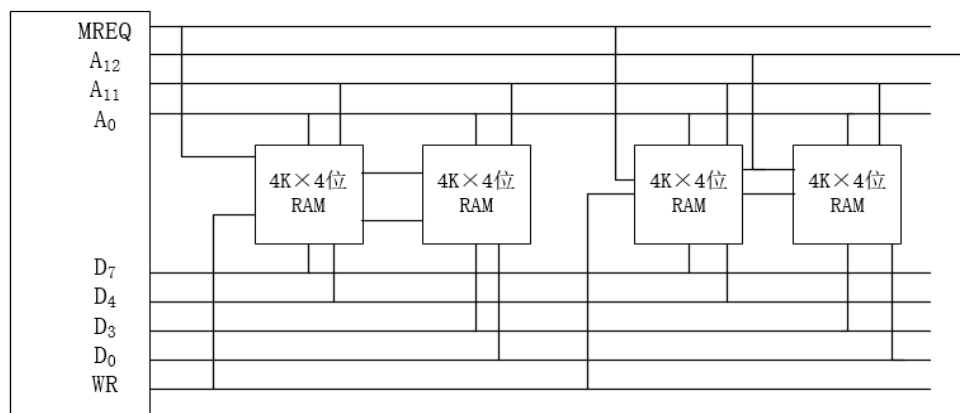 MREQ
A₁₂
A₁₁
A₀
4K×4位
RAM
4K×4位
RAM
4K×4位
RAM
4K×4位
RAM
D₇
D₄
D₃
D₀
WR